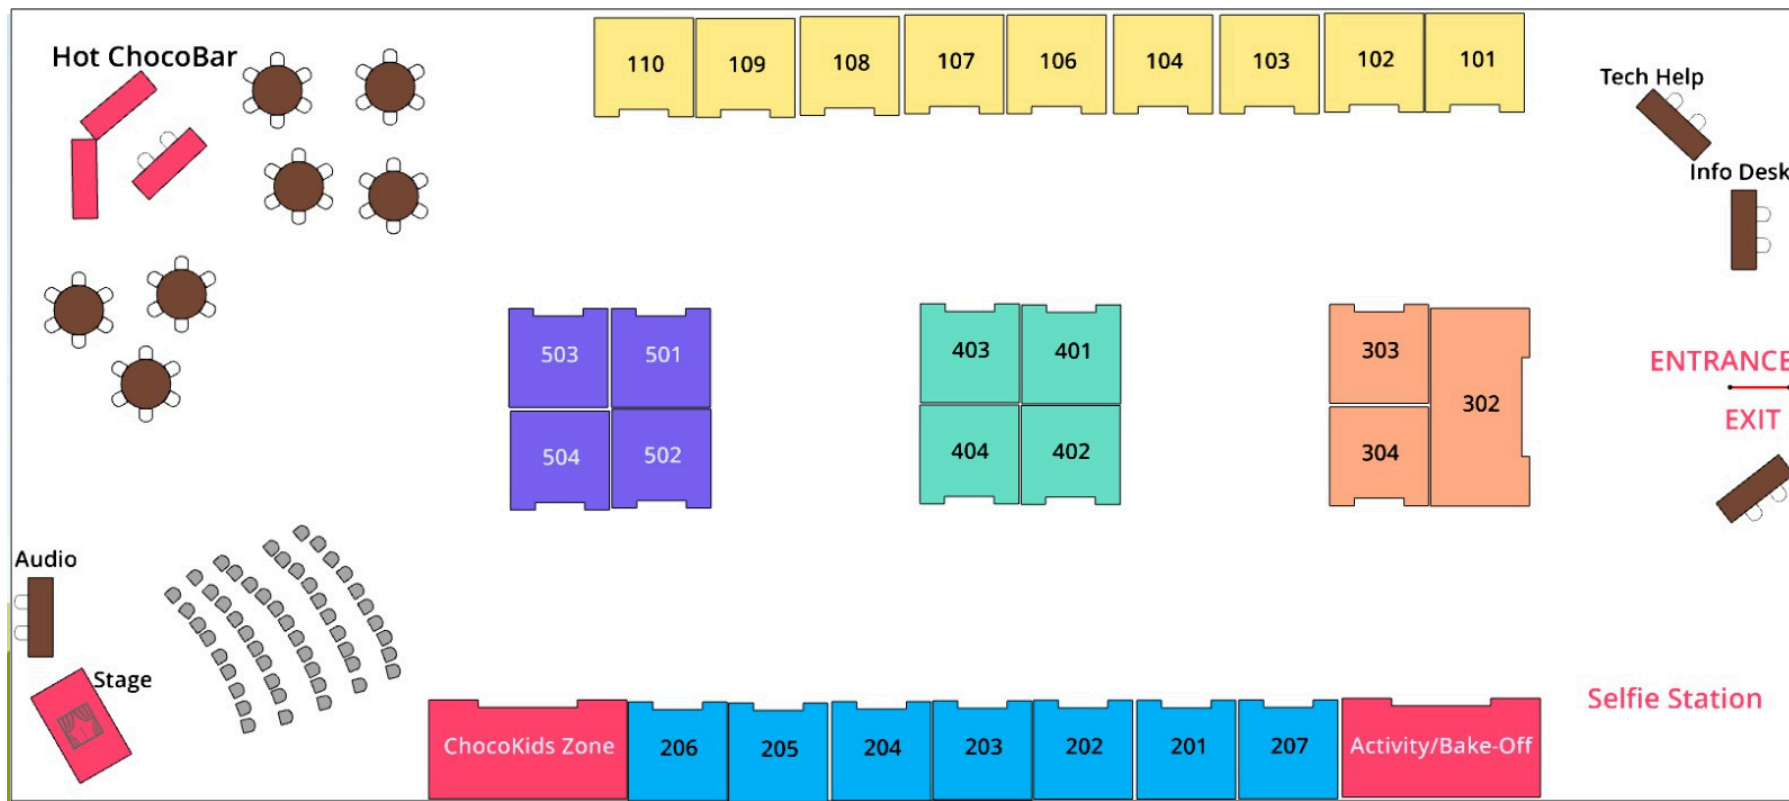 Hot ChocoBar
110
109
108
107
106
104
103
102
101
Tech Help
Info Desk
503
501
403
401
303
302
ENTRANCE
EXIT
504
502
404
402
304
Audio
Stage
Selfie Station
ChocoKids Zone
206
205
204
203
202
201
207
Activity/Bake-Off